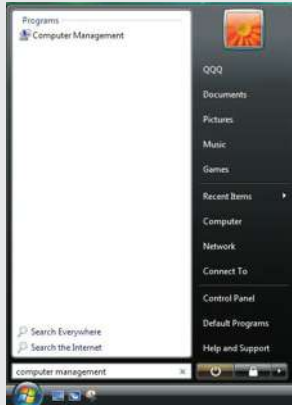 Programs
Computer Management
Search Everywhere
Search the Internet
computer management
QQQ
Documents
Pictures
Music
Games
Recent Items
Computer
Network
Connect To
Control Panel
Default Programs
Help and Support